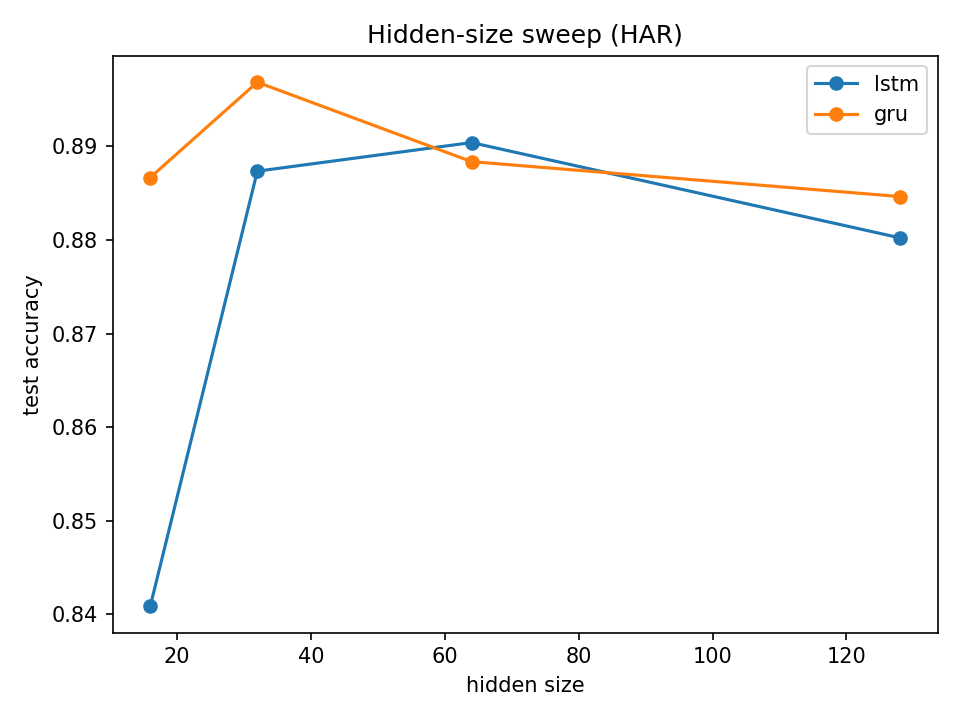 Hidden-size sweep (HAR)
lstm
gru
0.89
0.88
0.87
0.86
0.85
0.84
test accuracy
20 40 60 80 100 120
hidden size